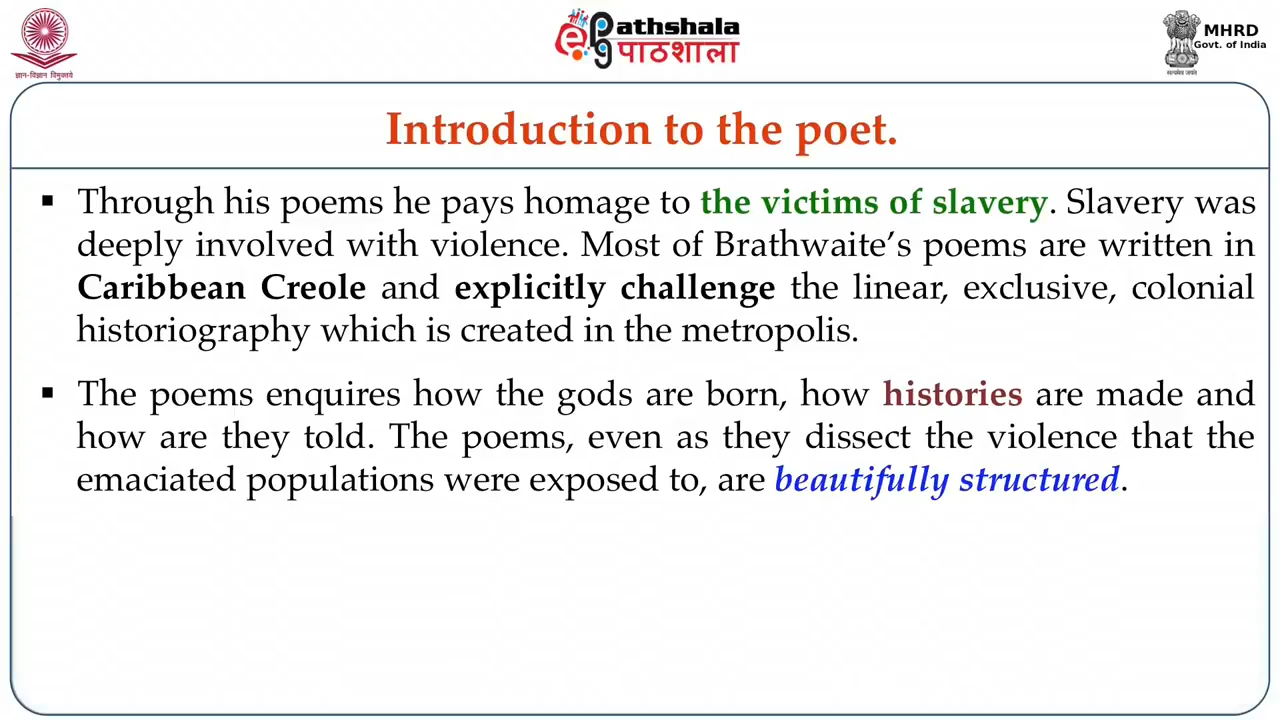 ज्ञान-विज्ञान विमुक्तये
ePathshala
पाठशाला
MHRD
Govt. of India
सत्यमेव जयते
Introduction to the poet.
▪ Through his poems he pays homage to the victims of slavery. Slavery was
deeply involved with violence. Most of Brathwaite’s poems are written in
Caribbean Creole and explicitly challenge the linear, exclusive, colonial
historiography which is created in the metropolis.
▪ The poems enquires how the gods are born, how histories are made and
how are they told. The poems, even as they dissect the violence that the
emaciated populations were exposed to, are beautifully structured.